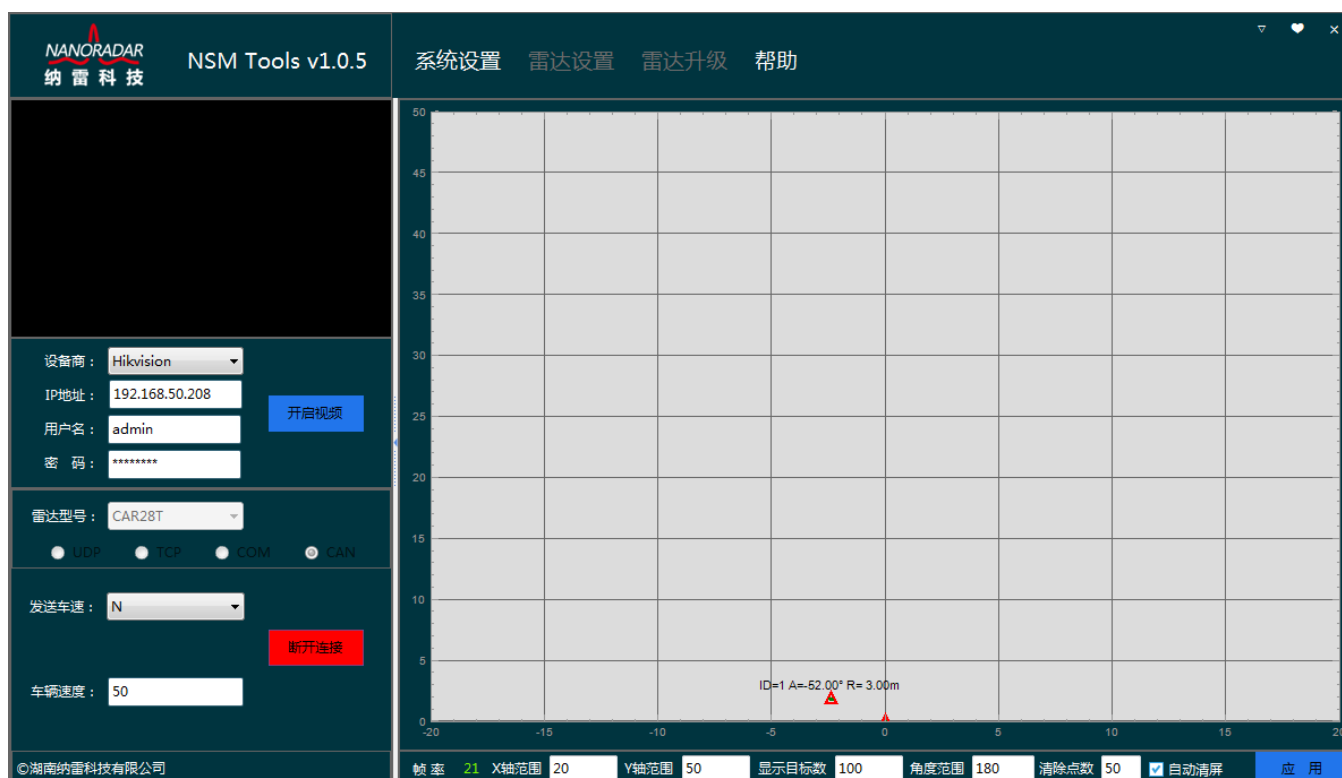 NANORADAR
纳雷科技
NSM Tools v1.0.5
系统设置 雷达设置 雷达升级 帮助
设备商： Hikvision
IP地址： 192.168.50.208
开启视频
用户名： admin
密 码： ********
雷达型号： CAR28T
UDP TCP COM CAN
发送车速： N
断开连接
车辆速度： 50
©湖南纳雷科技有限公司
50
45
40
35
30
25
20
15
10
5
0
ID=1 A=-52.00° R= 3.00m
-20 -15 -10 -5 0 5 10 15 20
帧 率 21 X轴范围 20 Y轴范围 50 显示目标数 100 角度范围 180 清除点数 50 自动清屏 应 用